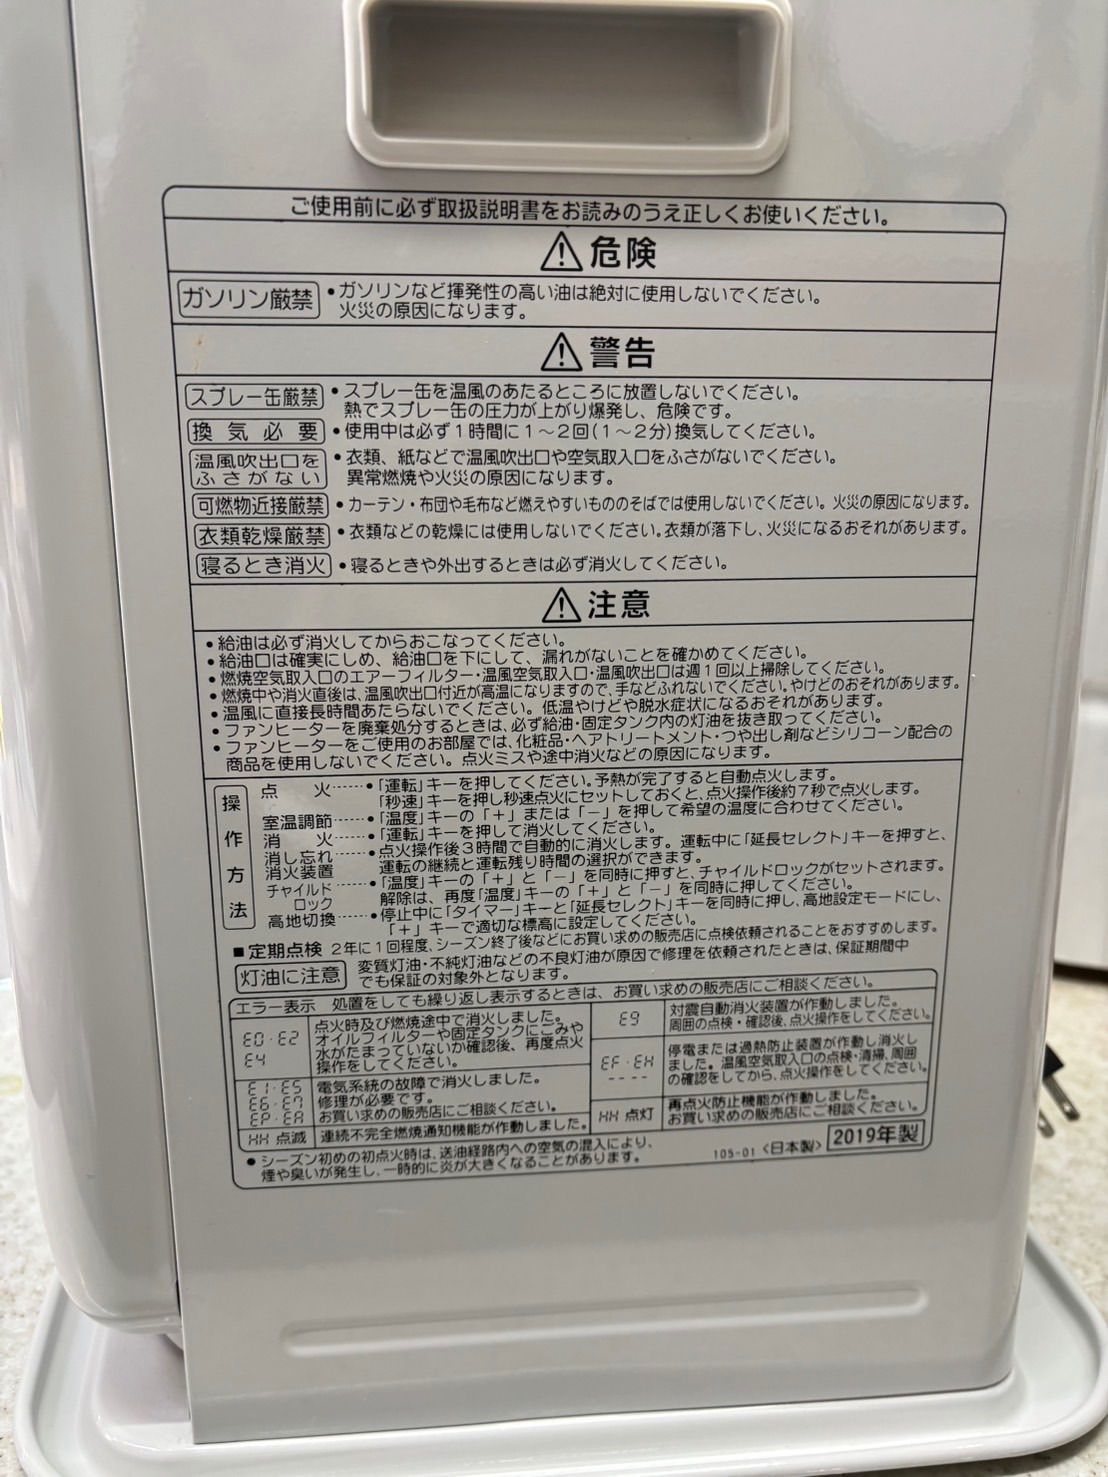 ご使用前に必ず取扱説明書をお読みのうえ正しくお使いください。
⚠危険
ガソリン厳禁 •ガソリンなど揮発性の高い油は絶対に使用しないでください。
火災の原因になります。
⚠警告
スプレー缶厳禁 •スプレー缶を温風のあたるところに放置しないでください。
熱でスプレー缶の圧力が上がり爆発し、危険です。
換気必要 •使用中は必ず1時間に1～2回(1～2分)換気してください。
温風吹出口を •衣類、紙などで温風吹出口や空気取入口をふさがないでください。
ふさがない 異常燃焼や火災の原因になります。
可燃物近接厳禁 •カーテン・布団や毛布など燃えやすいもののそばでは使用しないでください。火災の原因になります。
衣類乾燥厳禁 •衣類などの乾燥には使用しないでください。衣類が落下し、火災になるおそれがあります。
寝るとき消火 •寝るときや外出するときは必ず消火してください。
⚠注意
•給油は必ず消火してからおこなってください。
•給油口は確実にしめ、給油口を下にして、漏れがないことを確かめてください。
•燃焼空気取入口のエアーフィルター・温風空気取入口・温風吹出口は週1回以上掃除してください。
•燃焼中や消火直後は、温風吹出口付近が高温になりますので、手などふれないでください。やけどのおそれがあります。
•温風に直接長時間あたらないでください。低温やけどや脱水症状になるおそれがあります。
•ファンヒーターを廃棄処分するときは、必ず給油・固定タンク内の灯油を抜き取ってください。
•ファンヒーターをご使用のお部屋では、化粧品・ヘアトリートメント・つや出し剤などシリコーン配合の
商品を使用しないでください。点火ミスや途中消火などの原因になります。
操作方法
点火……•「運転」キーを押してください。予熱が完了すると自動点火します。
「秒速」キーを押し秒速点火にセットしておくと、点火操作後約7秒で点火します。
室温調節……•「温度」キーの「＋」または「－」を押して希望の温度に合わせてください。
消火……•「運転」キーを押して消火してください。
消し忘れ……•点火操作後3時間で自動的に消火します。運転中に「延長セレクト」キーを押すと、
消火装置 運転の継続と運転残り時間の選択ができます。
チャイルド……•「温度」キーの「＋」と「－」を同時に押すと、チャイルドロックがセットされます。
ロック 解除は、再度「温度」キーの「＋」と「－」を同時に押してください。
高地切換……•停止中に「タイマー」キーと「延長セレクト」キーを同時に押し、高地設定モードにし、
「＋」キーで適切な標高に設定してください。
■定期点検 2年に1回程度、シーズン終了後などにお買い求めの販売店に点検依頼されることをおすすめします。
灯油に注意 変質灯油・不純灯油などの不良灯油が原因で修理を依頼されたときは、保証期間中
でも保証の対象外となります。
エラー表示 処置をしても繰り返し表示するときは、お買い求めの販売店にご相談ください。
E0・E2
E4
点火時及び燃焼途中で消火しました。
オイルフィルターや固定タンクにごみや
水がたまっていないか確認後、再度点火
操作をしてください。
E1・E5
E6・E7
EP・EA
電気系統の故障で消火しました。
修理が必要です。
お買い求めの販売店にご相談ください。
HH 点滅 連続不完全燃焼通知機能が作動しました。
E9
対震自動消火装置が作動しました。
周囲の点検・確認後、点火操作をしてください。
EF・EH
----
停電または過熱防止装置が作動し消火し
ました。温風空気取入口の点検・清掃、周囲
の確認をしてから、点火操作をしてください。
HH 点灯
再点火防止機能が作動しました。
お買い求めの販売店にご相談ください。
•シーズン初めの初点火時は、送油経路内への空気の混入により、
煙や臭いが発生し、一時的に炎が大きくなることがあります。
105-01 <日本製> 2019年製